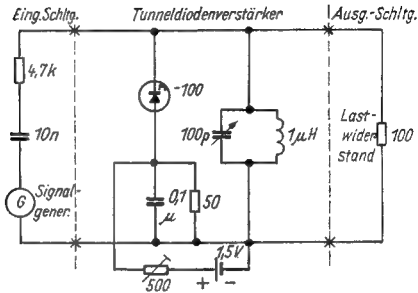 Eing.Schltg.
Tunneldiodenverstärker
Ausg.-Schltg.
4,7k
-100
10n
100p
1µH
Last-
wider
stand
100
G
Signal-
gener.
0,1
µ
50
500
1,5V
+ -